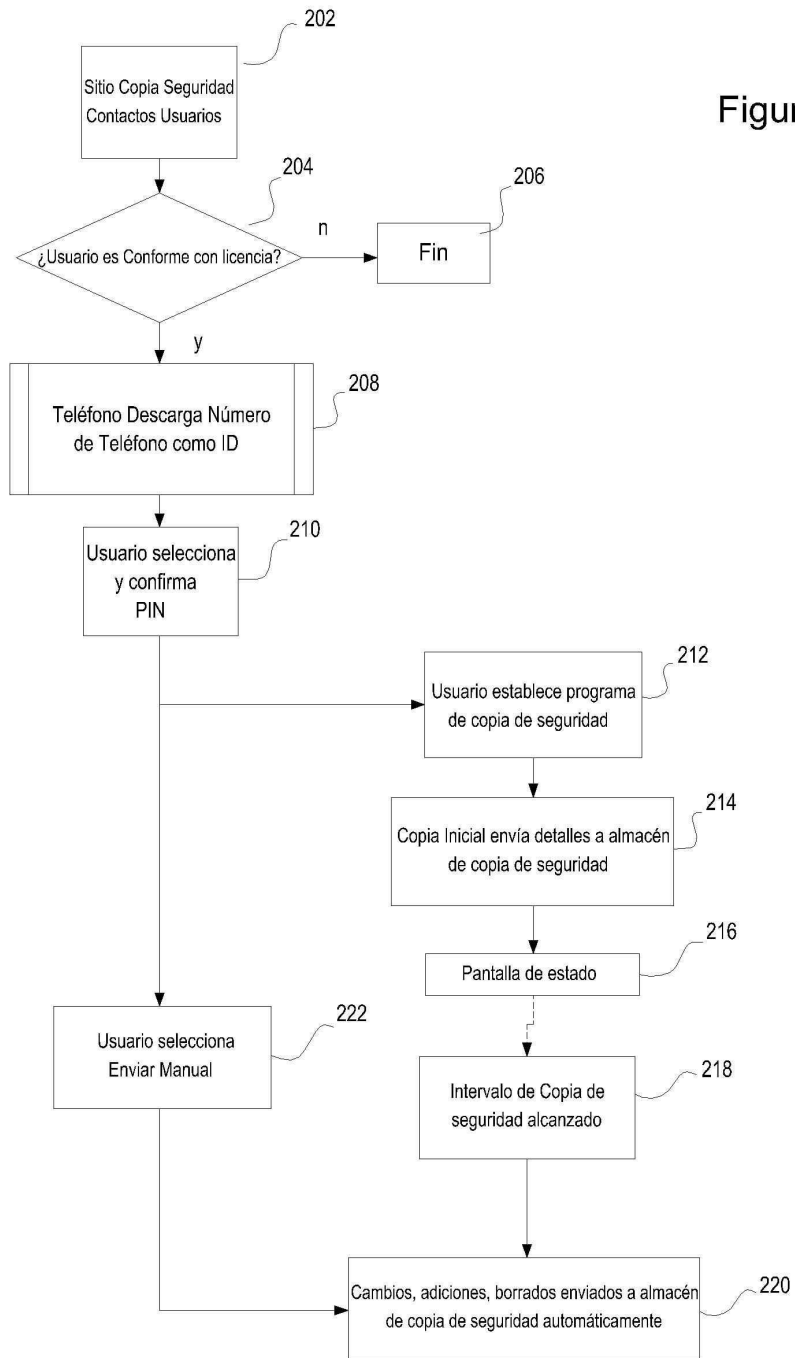 202
Sitio Copia Seguridad
Contactos Usuarios
Figur
204
¿Usuario es Conforme con licencia?
n
206
Fin
y
208
Teléfono Descarga Número
de Teléfono como ID
210
Usuario selecciona
y confirma
PIN
212
Usuario establece programa
de copia de seguridad
214
Copia Inicial envía detalles a almacén
de copia de seguridad
216
Pantalla de estado
222
Usuario selecciona
Enviar Manual
218
Intervalo de Copia de
seguridad alcanzado
220
Cambios, adiciones, borrados enviados a almacén
de copia de seguridad automáticamente